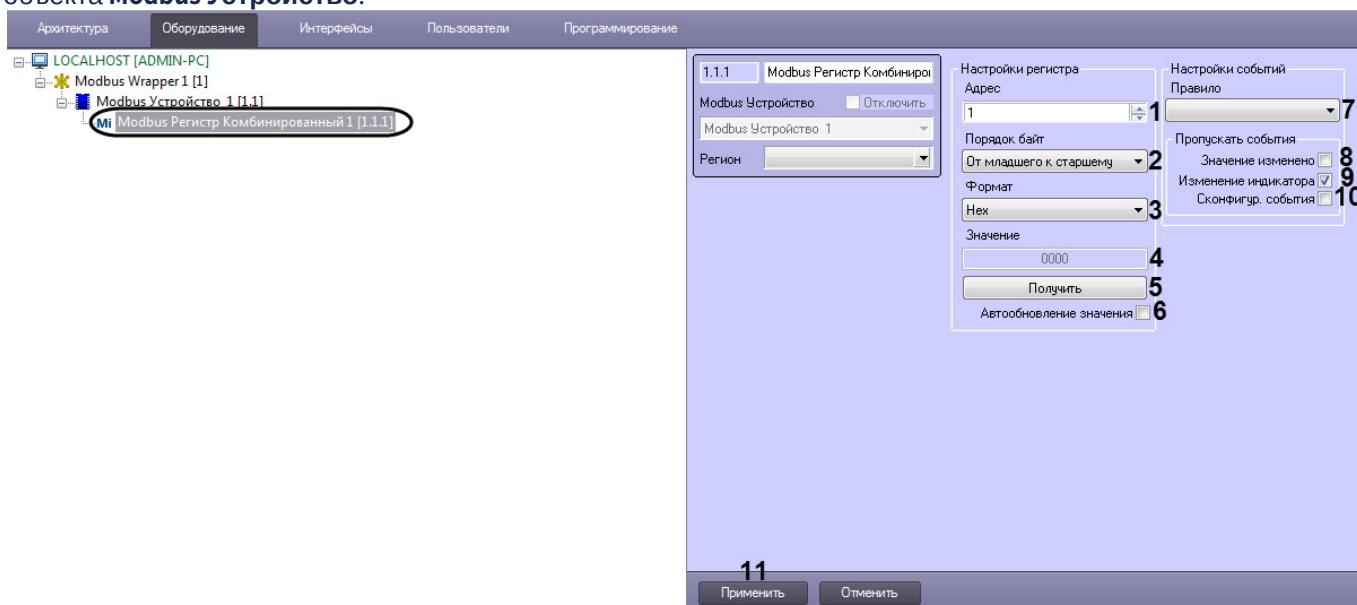 объекта Modbus Устройство.
Архитектура Оборудование Интерфейсы Пользователи Программирование
LOCALHOST [ADMIN-PC]
Modbus Wrapper 1 [1]
Modbus Устройство 1 [1.1]
Mi Modbus Регистр Комбинированный 1 [1.1.1]
1.1.1 Modbus Регистр Комбиниро
Modbus Устройство Отключить
Modbus Устройство 1
Регион
Настройки регистра
Адрес
1 1
Порядок байт
От младшего к старшему 2
Формат
Hex 3
Значение
0000 4
Получить 5
Автообновление значения 6
Настройки событий
Правило
7
Пропускать события
Значение изменено 8
Изменение индикатора 9
Сконфигур. события 10
11
Применить Отменить